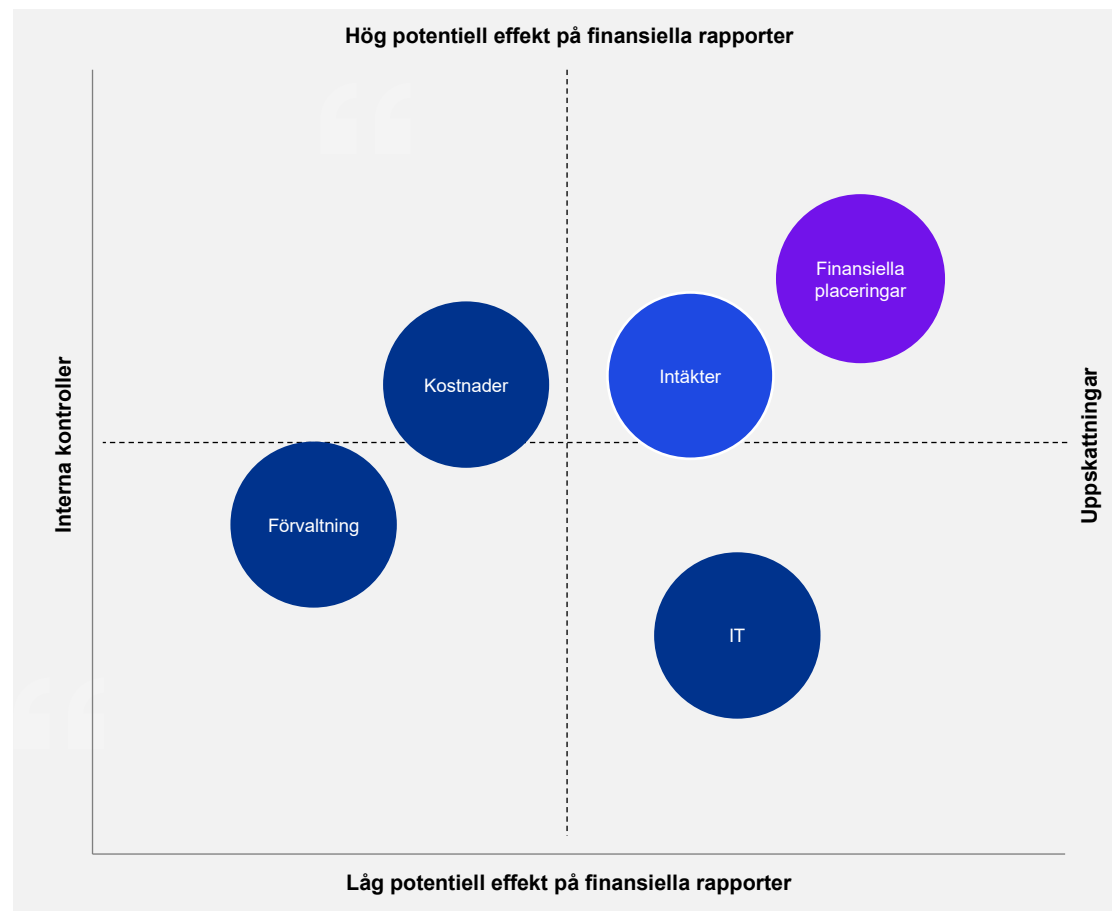 Hög potentiell effekt på finansiella rapporter
Finansiella
placeringar
Intäkter
Kostnader
Interna kontroller
Uppskattningar
Förvaltning
IT
Låg potentiell effekt på finansiella rapporter